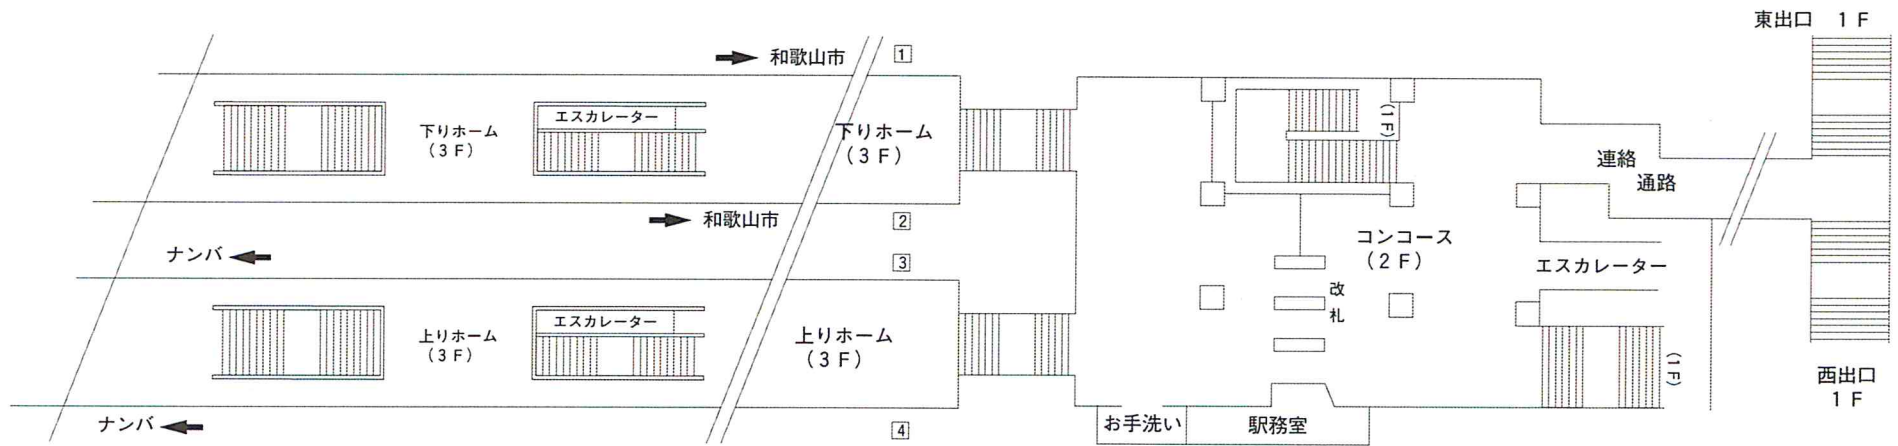 東出口 1F
和歌山市
1
エスカレーター
下りホーム
(3F)
下りホーム
(3F)
(1F)
連絡
通路
和歌山市
2
ナンバ
3
コンコース
(2F)
エスカレーター
改
札
エスカレーター
上りホーム
(3F)
上りホーム
(3F)
(1F)
西出口
1F
ナンバ
4
お手洗い
駅務室